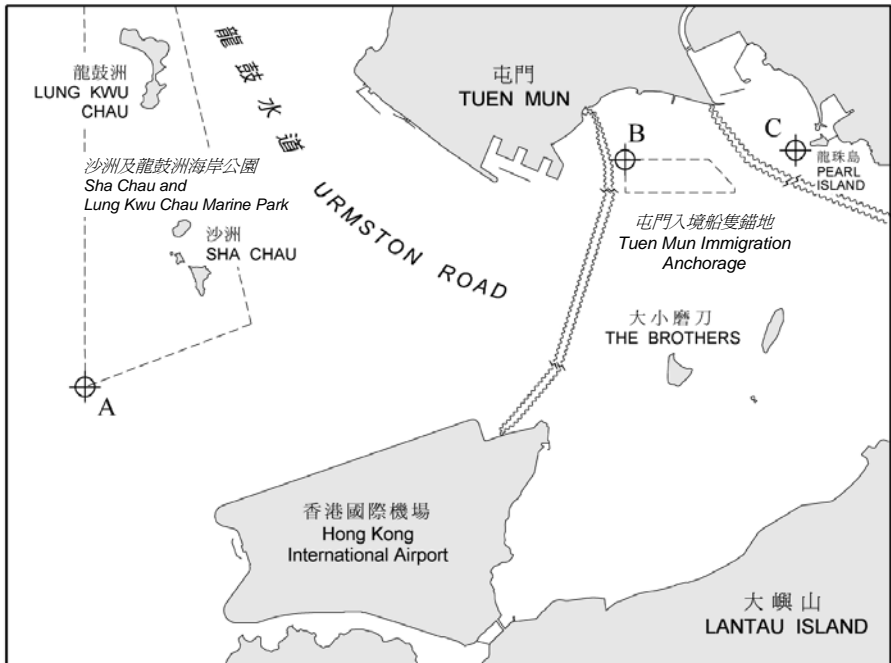 龍鼓洲
LUNG KWU
CHAU
龍鼓水道
URMSTON ROAD
屯門
TUEN MUN
B
C
龍珠島
PEARL
ISLAND
沙洲及龍鼓洲海岸公園
Sha Chau and
Lung Kwu Chau Marine Park
沙洲
SHA CHAU
屯門入境船隻錨地
Tuen Mun Immigration
Anchorage
大小磨刀
THE BROTHERS
A
香港國際機場
Hong Kong
International Airport
大嶼山
LANTAU ISLAND